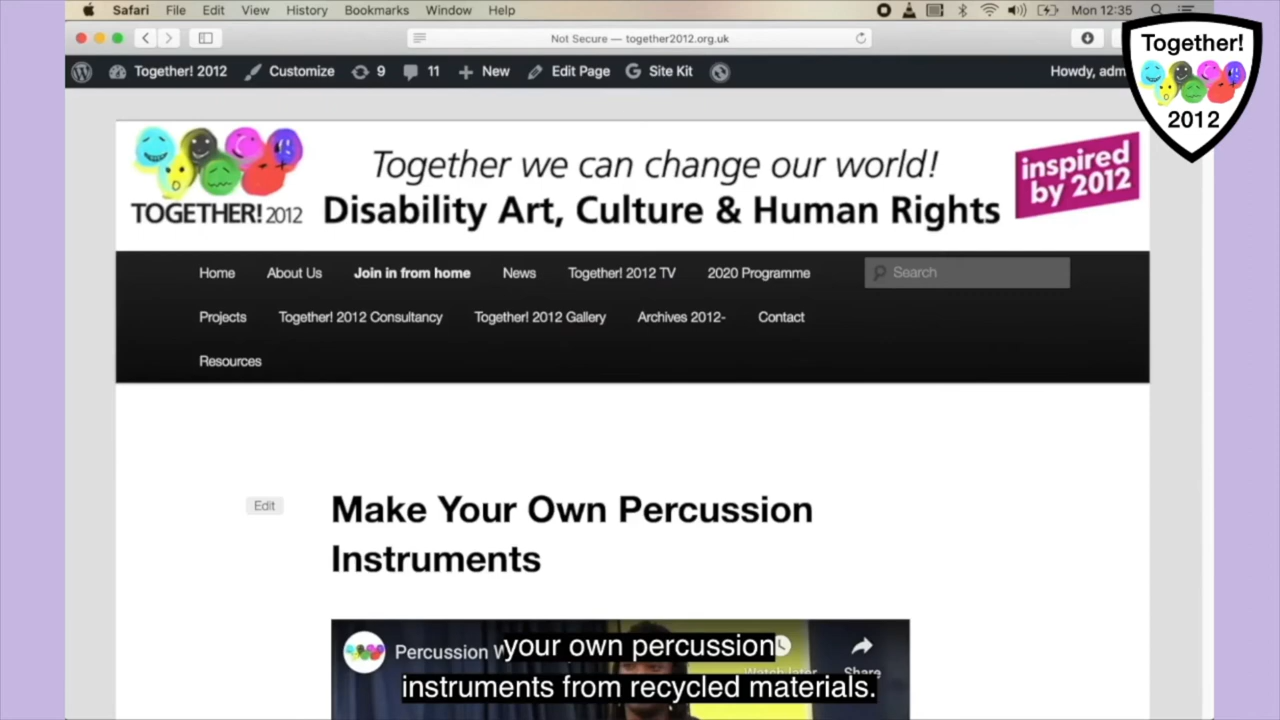 Safari File Edit View History Bookmarks Window Help Mon 12:35
Not Secure — together2012.org.uk
Together! 2012 Customize 9 11 New Edit Page Site Kit Howdy, adm
Together!
2012
TOGETHER! 2012
Together we can change our world!
Disability Art, Culture & Human Rights
inspired
by 2012
Home About Us Join in from home News Together! 2012 TV 2020 Programme Search
Projects Together! 2012 Consultancy Together! 2012 Gallery Archives 2012- Contact
Resources
Edit
Make Your Own Percussion
Instruments
Percussion Watch later Share
your own percussion
instruments from recycled materials.